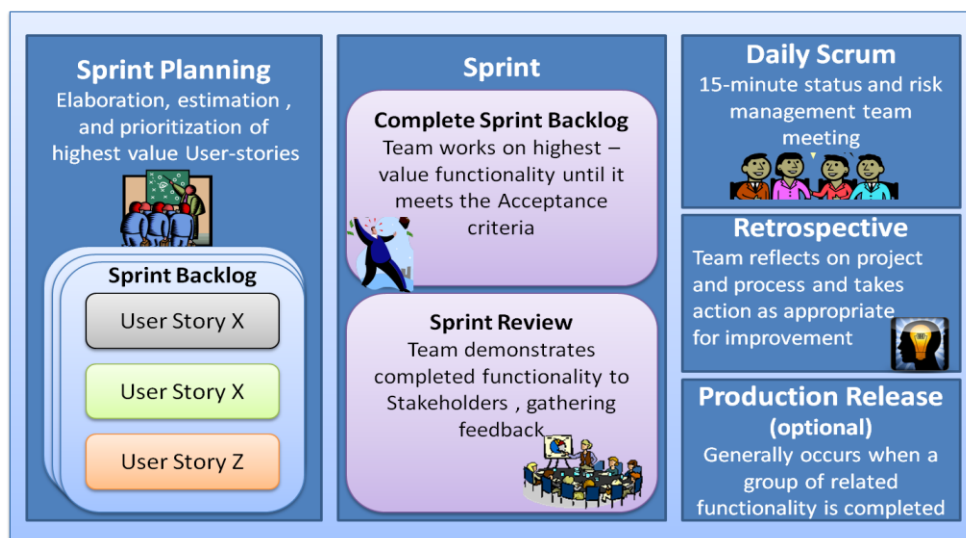 Sprint Planning
Elaboration, estimation ,
and prioritization of
highest value User-stories
Sprint Backlog
User Story X
User Story X
User Story Z
Sprint
Complete Sprint Backlog
Team works on highest –
value functionality until it
meets the Acceptance
criteria
Sprint Review
Team demonstrates
completed functionality to
Stakeholders , gathering
feedback
Daily Scrum
15-minute status and risk
management team
meeting
Retrospective
Team reflects on project
and process and takes
action as appropriate
for improvement
Production Release
(optional)
Generally occurs when a
group of related
functionality is completed